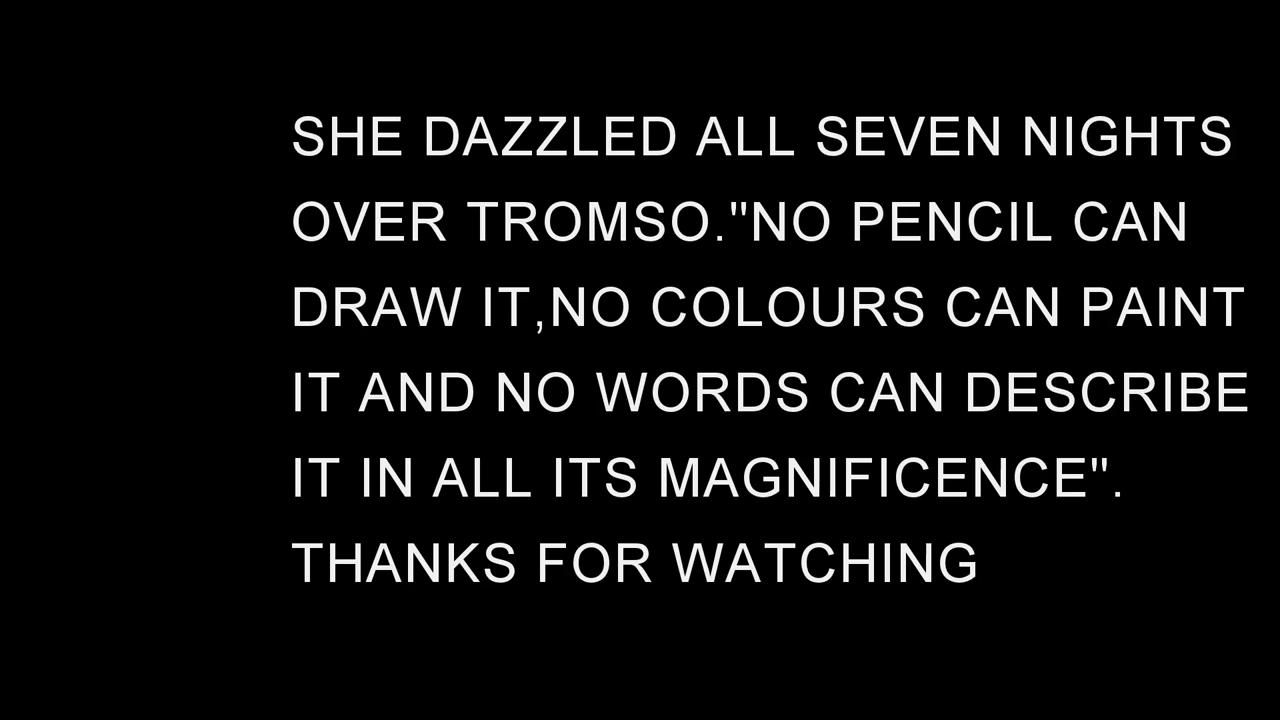 SHE DAZZLED ALL SEVEN NIGHTS
OVER TROMSO."NO PENCIL CAN
DRAW IT,NO COLOURS CAN PAINT
IT AND NO WORDS CAN DESCRIBE
IT IN ALL ITS MAGNIFICENCE".
THANKS FOR WATCHING